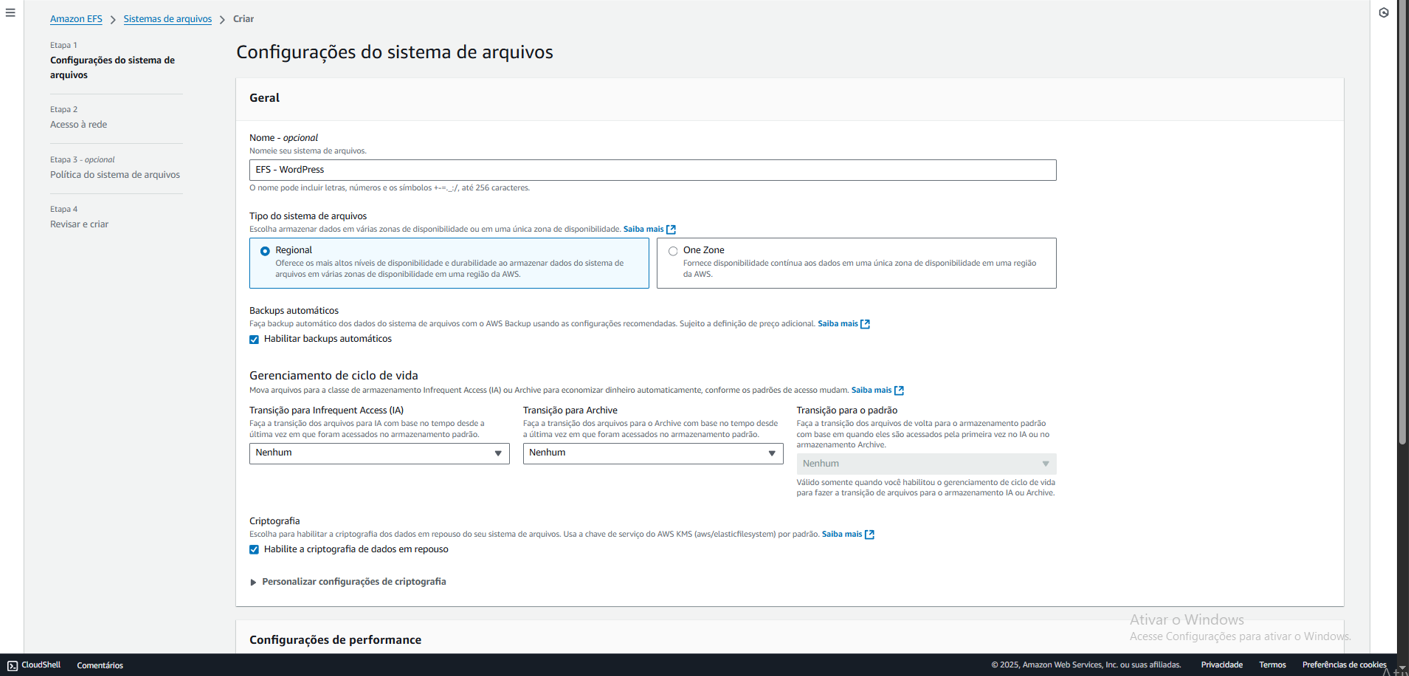 Amazon EFS > Sistemas de arquivos > Criar
Etapa 1
Configurações do sistema de
arquivos
Etapa 2
Acesso à rede
Etapa 3 - opcional
Política do sistema de arquivos
Etapa 4
Revisar e criar
Configurações do sistema de arquivos
Geral
Nome - opcional
Nomeie seu sistema de arquivos.
EFS - WordPress
O nome pode incluir letras, números e os símbolos +-=._:/, até 256 caracteres.
Tipo do sistema de arquivos
Escolha armazenar dados em várias zonas de disponibilidade ou em uma única zona de disponibilidade. Saiba mais
Regional
Oferece os mais altos níveis de disponibilidade e durabilidade ao armazenar dados do sistema de
arquivos em várias zonas de disponibilidade em uma região da AWS.
One Zone
Fornece disponibilidade contínua aos dados em uma única zona de disponibilidade em uma região
da AWS.
Backups automáticos
Faça backup automático dos dados do sistema de arquivos com o AWS Backup usando as configurações recomendadas. Sujeito a definição de preço adicional. Saiba mais
Habilitar backups automáticos
Gerenciamento de ciclo de vida
Mova arquivos para a classe de armazenamento Infrequent Access (IA) ou Archive para economizar dinheiro automaticamente, conforme os padrões de acesso mudam. Saiba mais
Transição para Infrequent Access (IA)
Faça a transição dos arquivos para IA com base no tempo desde a
última vez em que foram acessados no armazenamento padrão.
Nenhum
Transição para Archive
Faça a transição dos arquivos para o Archive com base no tempo desde
a última vez em que foram acessados no armazenamento padrão.
Nenhum
Transição para o padrão
Faça a transição dos arquivos de volta para o armazenamento padrão
com base em quando eles são acessados pela primeira vez no IA ou no
armazenamento Archive.
Nenhum
Válido somente quando você habilitou o gerenciamento de ciclo de vida
para fazer a transição de arquivos para o armazenamento IA ou Archive.
Criptografia
Escolha para habilitar a criptografia dos dados em repouso do seu sistema de arquivos. Usa a chave de serviço do AWS KMS (aws/elasticfilesystem) por padrão. Saiba mais
Habilite a criptografia de dados em repouso
Personalizar configurações de criptografia
Configurações de performance
Ativar o Windows
Acesse Configurações para ativar o Windows.
CloudShell Comentários © 2025, Amazon Web Services, Inc. ou suas afiliadas. Privacidade Termos Preferências de cookies